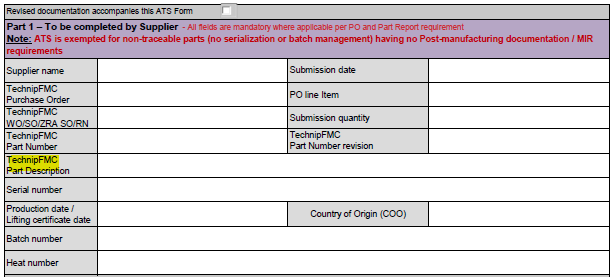 Revised documentation accompanies this ATS Form
Part 1 – To be completed by Supplier - All fields are mandatory where applicable per PO and Part Report requirement
Note: ATS is exempted for non-traceable parts (no serialization or batch management) having no Post-manufacturing documentation / MIR
requirements
Supplier name
Submission date
TechnipFMC
Purchase Order
PO line Item
TechnipFMC
WO/SO/ZRA SO/RN
Submission quantity
TechnipFMC
Part Number
TechnipFMC
Part Number revision
TechnipFMC
Part Description
Serial number
Production date /
Lifting certificate date
Country of Origin (COO)
Batch number
Heat number